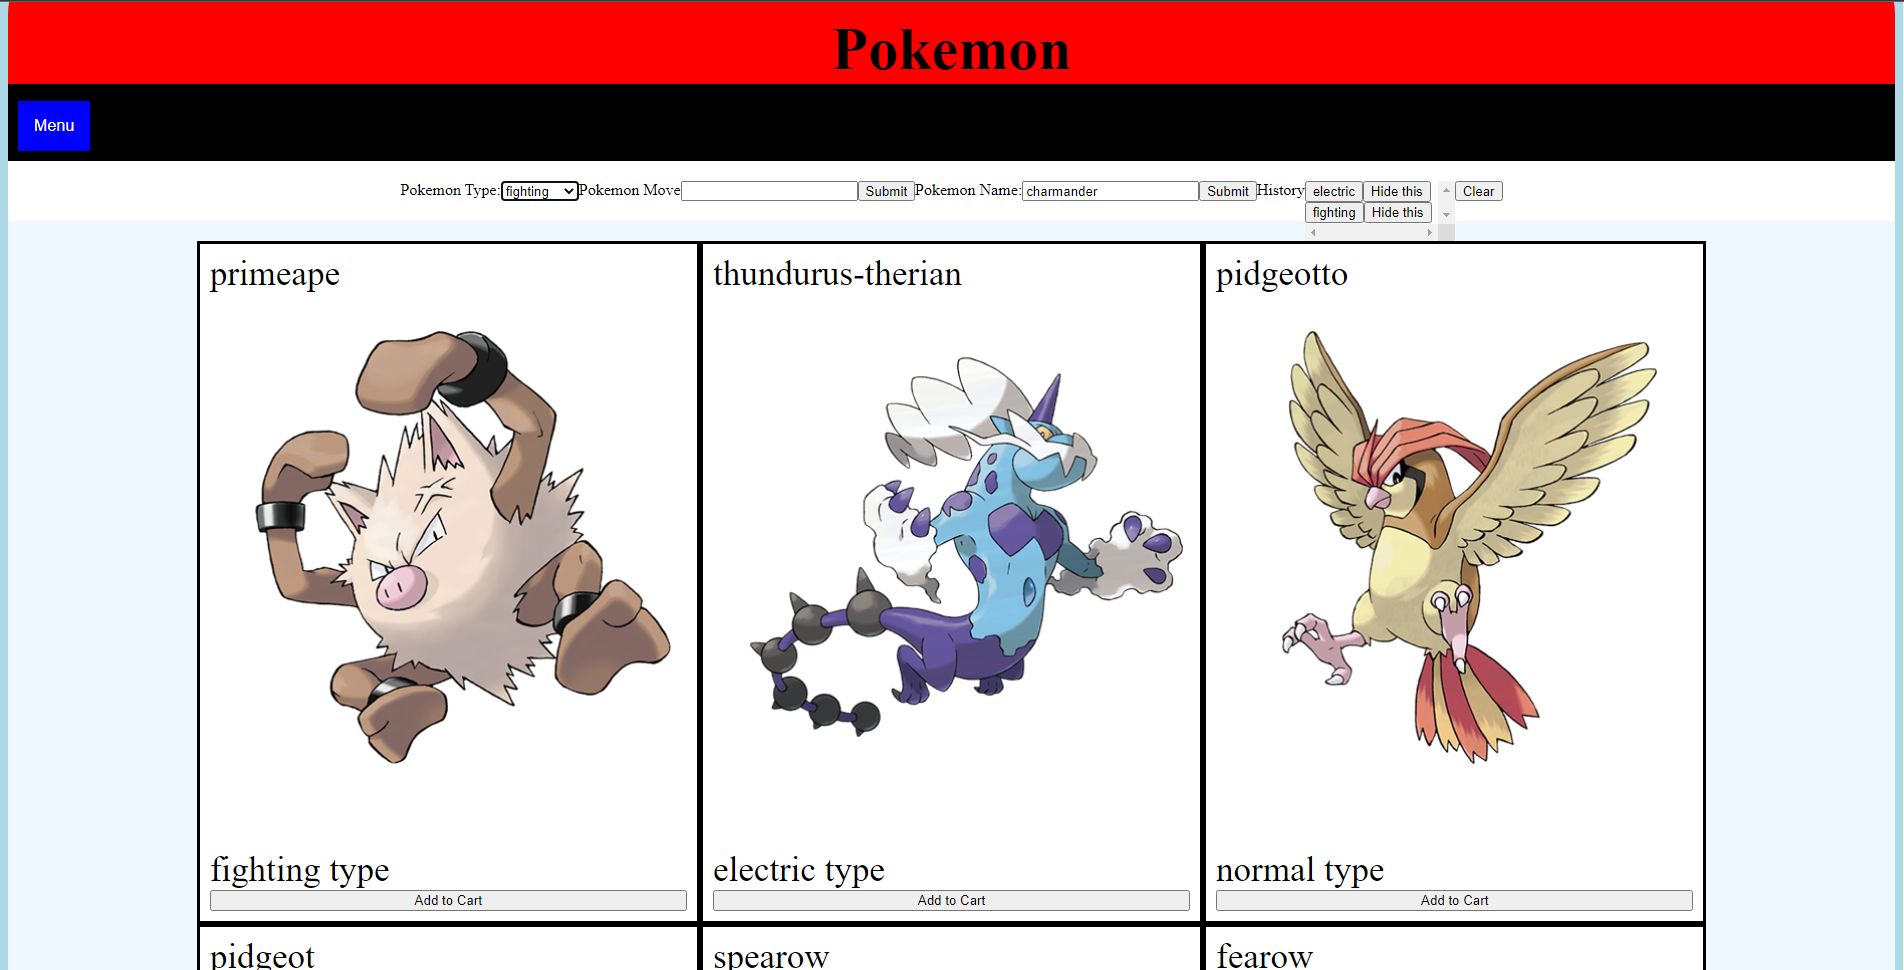 Pokemon
Menu
Pokemon Type: fighting Pokemon Move Submit Pokemon Name: charmander Submit History electric Hide this Clear
fighting Hide this
primeape thundurus-therian pidgeotto
fighting type electric type normal type
Add to Cart Add to Cart Add to Cart
pidgeot spearow fearow